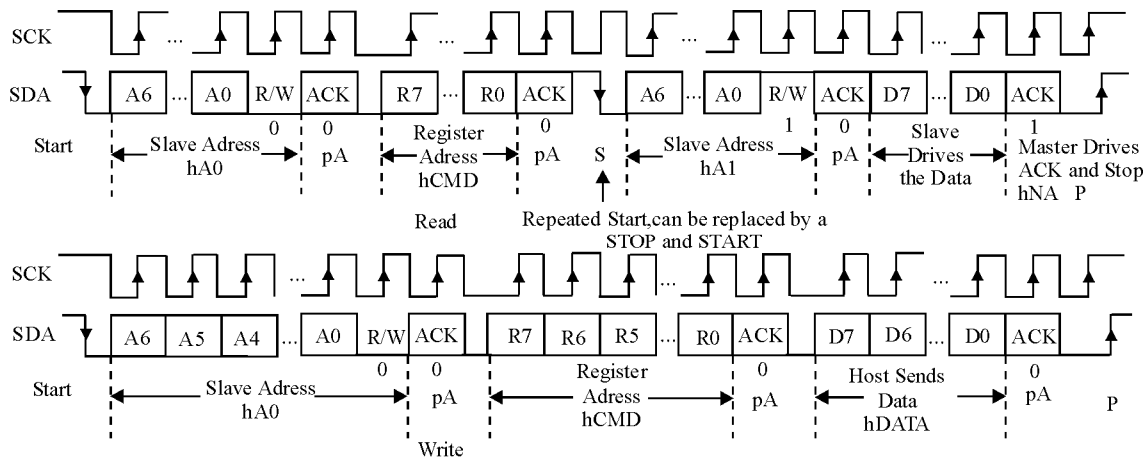 SCK ... ... ... ...
SDA A6 ... A0 R/W ACK R7 ... R0 ACK A6 ... A0 R/W ACK D7 ... D0 ACK
0 0 0 1 0 1
Start Slave Adress hA0 pA Register Adress hCMD pA S Slave Adress hA1 pA Slave Drives the Data Master Drives ACK and Stop hNA P
Read
Repeated Start,can be replaced by a
STOP and START
SCK ... ... ...
SDA A6 A5 A4 ... A0 R/W ACK R7 R6 R5 ... R0 ACK D7 D6 ... D0 ACK
0 0 0 0
Start Slave Adress hA0 pA Register Adress hCMD pA Host Sends Data hDATA pA P
Write